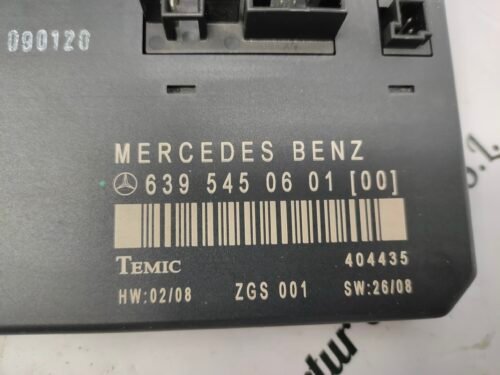 090120
MERCEDES BENZ
639 545 06 01 [00]
TEMIC 404435
HW:02/08 ZGS 001 SW:26/08